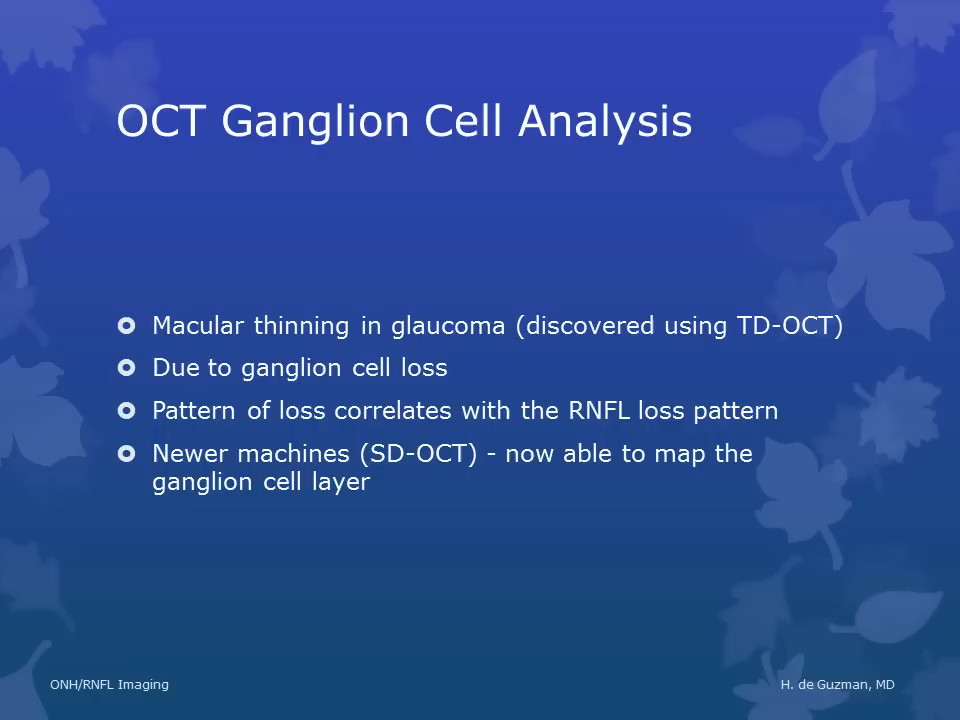 OCT Ganglion Cell Analysis
Macular thinning in glaucoma (discovered using TD-OCT)
Due to ganglion cell loss
Pattern of loss correlates with the RNFL loss pattern
Newer machines (SD-OCT) - now able to map the
ganglion cell layer
ONH/RNFL Imaging
H. de Guzman, MD